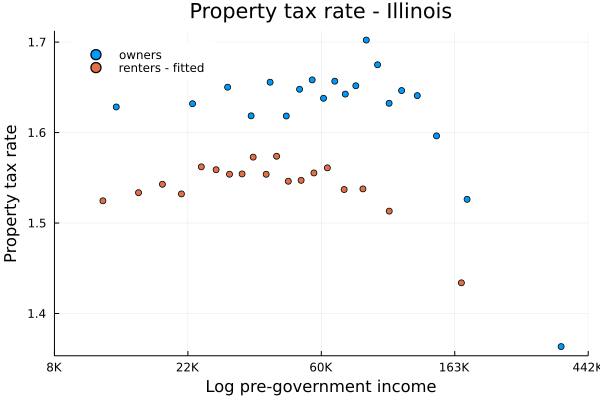 Property tax rate - Illinois
owners
renters - fitted
Property tax rate
1.7
1.6
1.5
1.4
8K 22K 60K 163K 442K
Log pre-government income